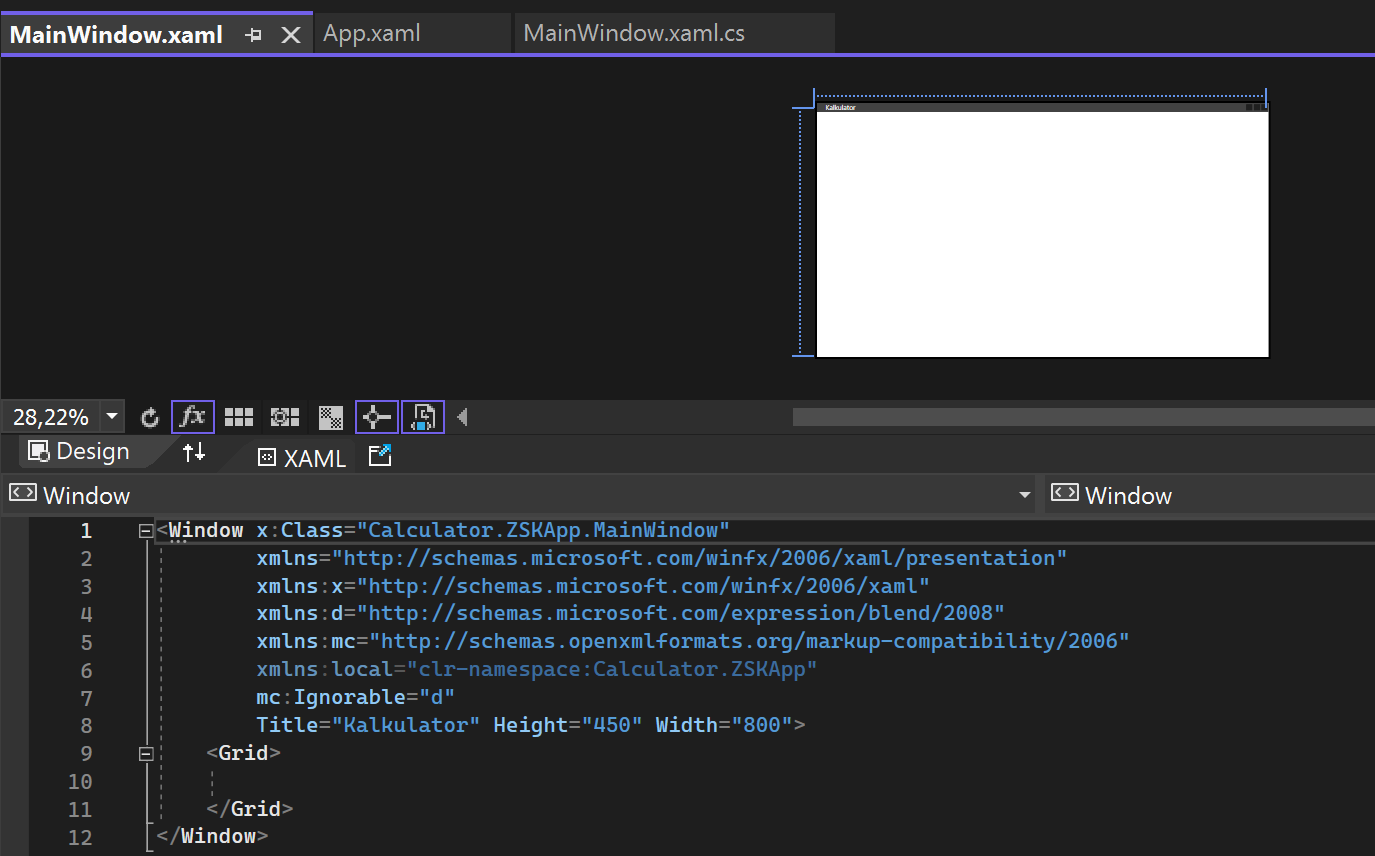 MainWindow.xaml App.xaml MainWindow.xaml.cs
Kalkulator
28,22% fx
Design XAML
Window Window
1 <Window x:Class="Calculator.ZSKApp.MainWindow"
2 xmlns="http://schemas.microsoft.com/winfx/2006/xaml/presentation"
3 xmlns:x="http://schemas.microsoft.com/winfx/2006/xaml"
4 xmlns:d="http://schemas.microsoft.com/expression/blend/2008"
5 xmlns:mc="http://schemas.openxmlformats.org/markup-compatibility/2006"
6 xmlns:local="clr-namespace:Calculator.ZSKApp"
7 mc:Ignorable="d"
8 Title="Kalkulator" Height="450" Width="800">
9 <Grid>
10
11 </Grid>
12 </Window>